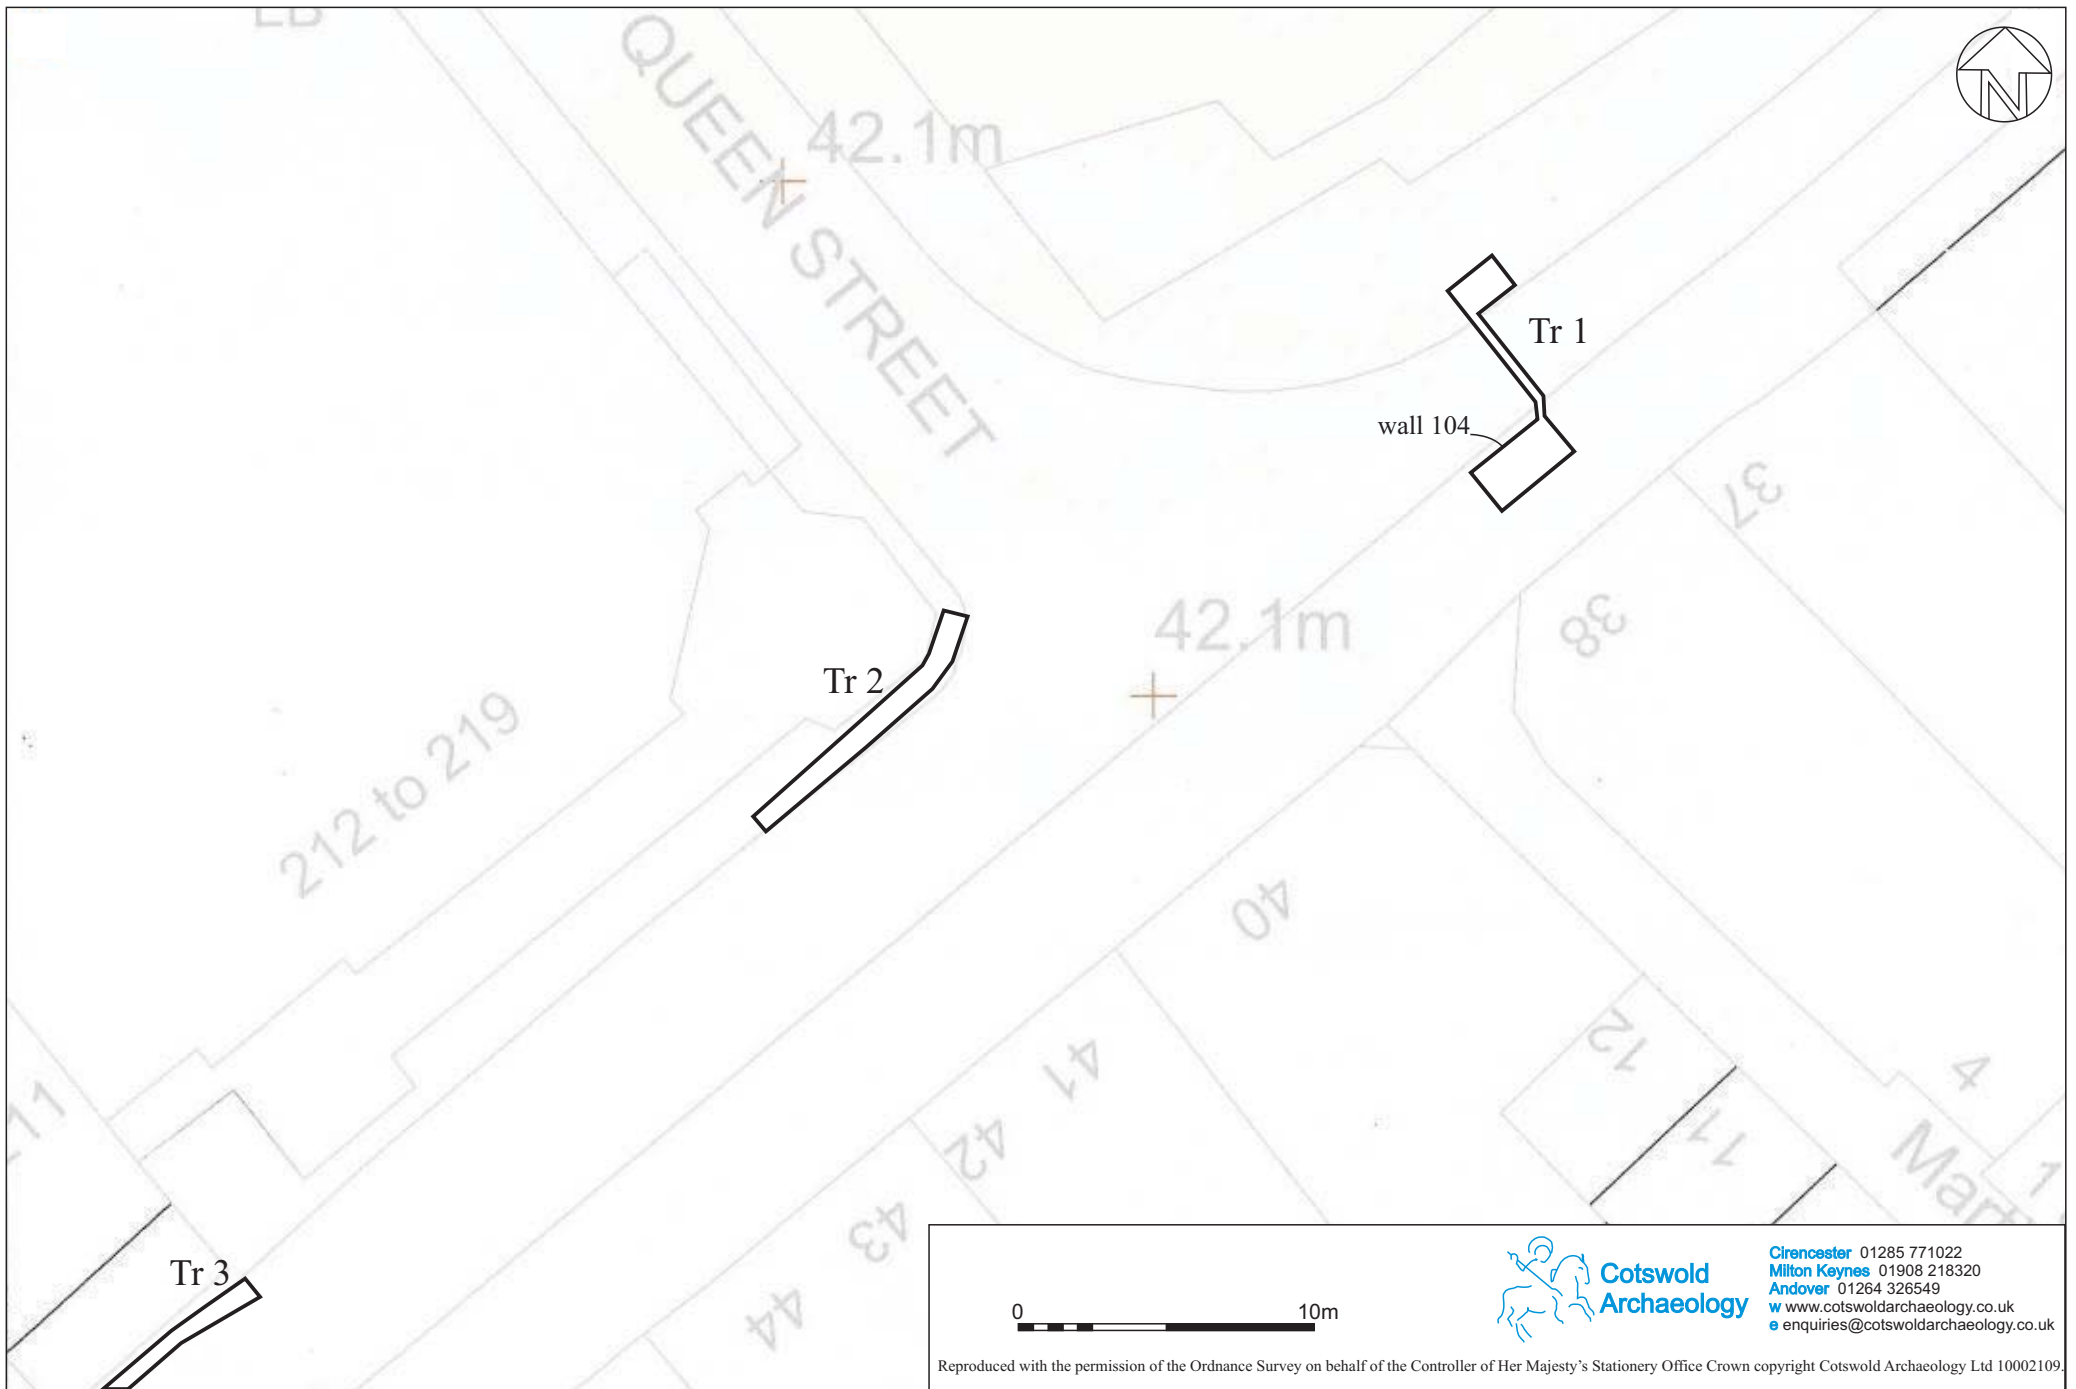 LB
QUEEN STREET
42.1m
N
Tr 1
wall 104
37
38
42.1m
Tr 2
212 to 219
40
41
42
43
44
12
11
4
1
211
Tr 3
0 10m
Cotswold
Archaeology
Cirencester 01285 771022
Milton Keynes 01908 218320
Andover 01264 326549
w www.cotswoldarchaeology.co.uk
e enquiries@cotswoldarchaeology.co.uk
Reproduced with the permission of the Ordnance Survey on behalf of the Controller of Her Majesty's Stationery Office Crown copyright Cotswold Archaeology Ltd 10002109.